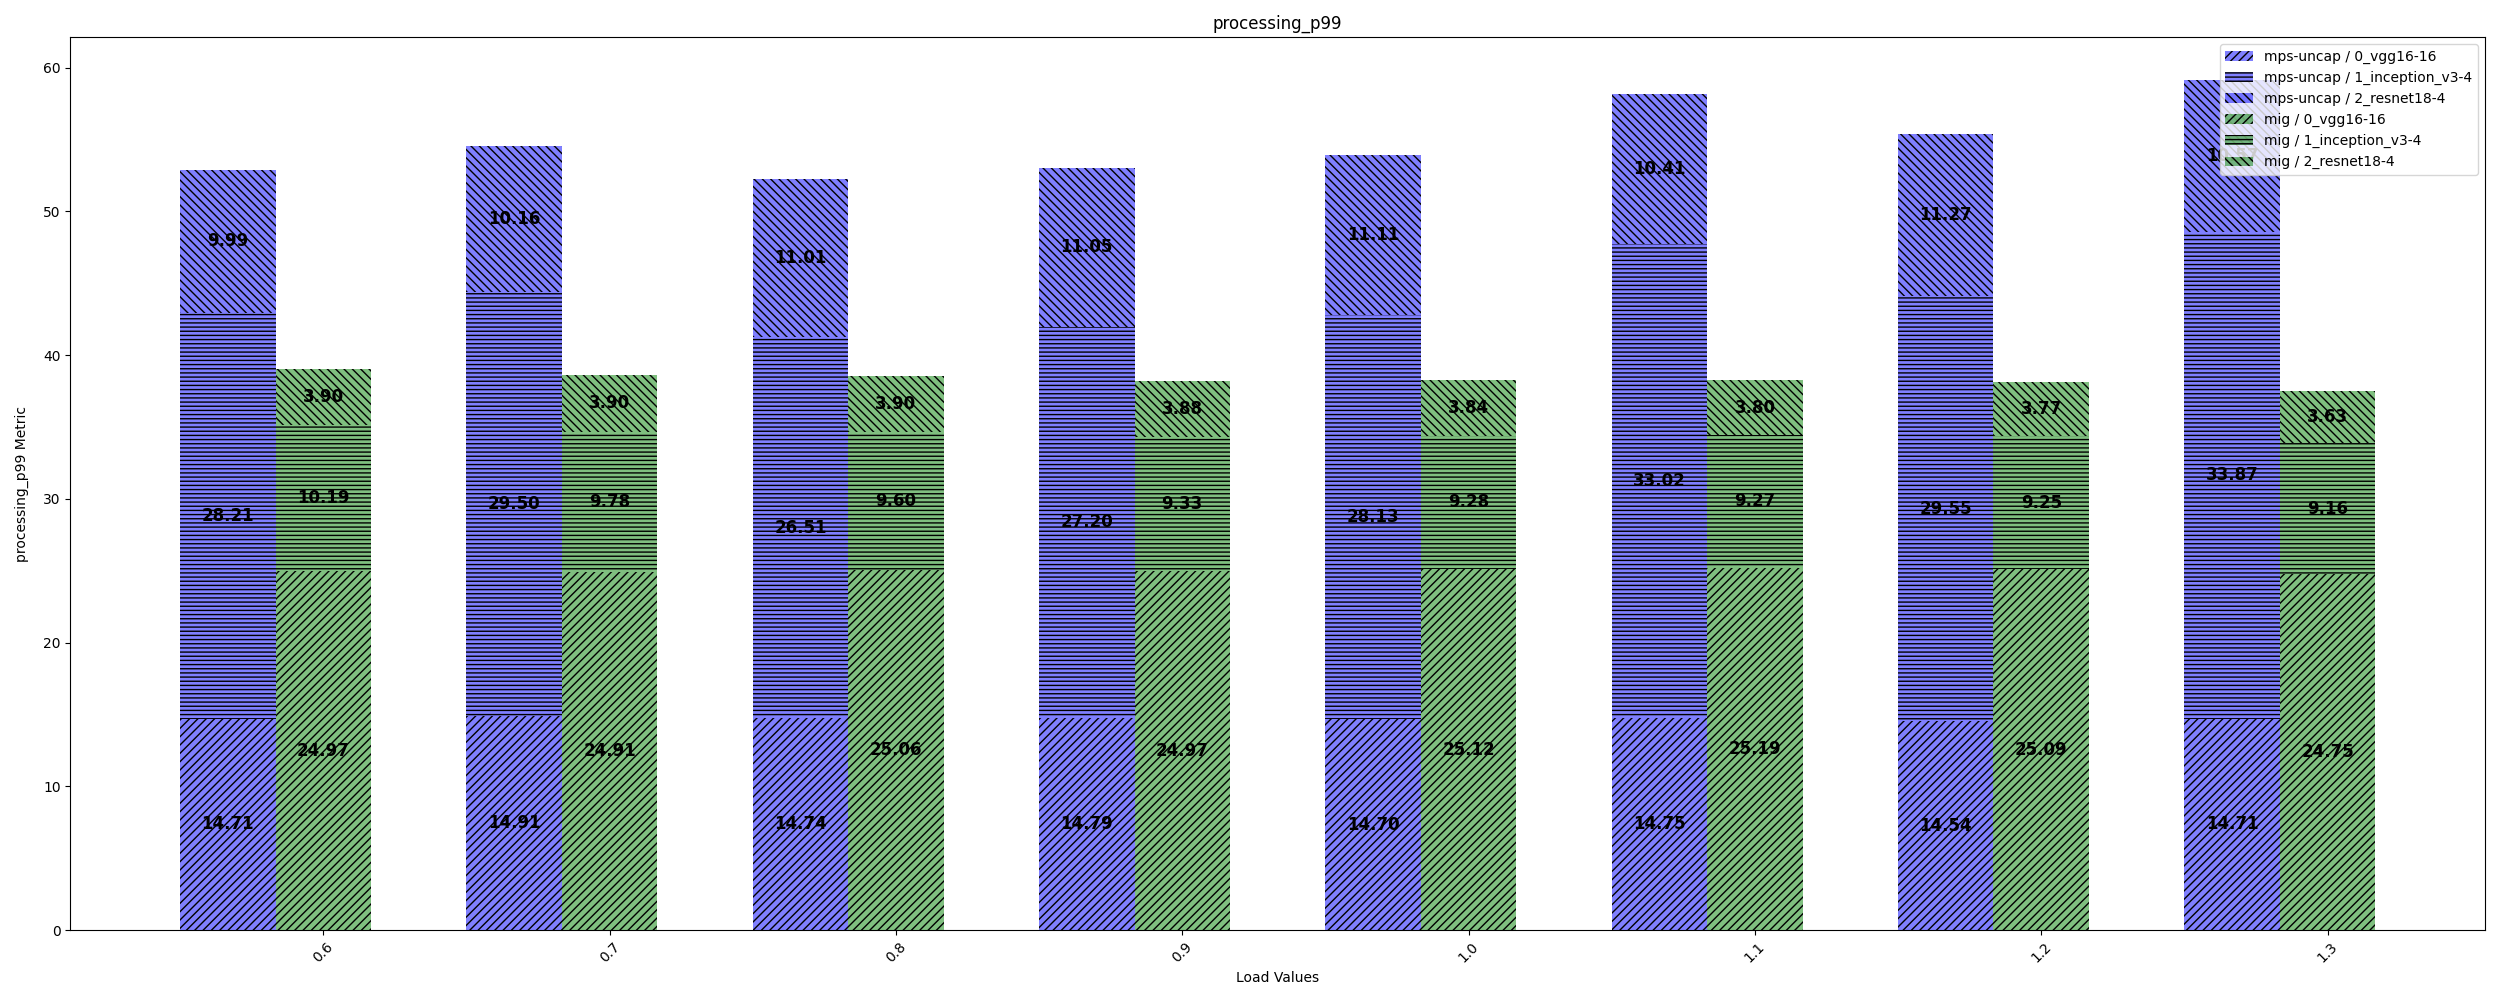 processing_p99
mps-uncap / 0_vgg16-16
mps-uncap / 1_inception_v3-4
mps-uncap / 2_resnet18-4
mig / 0_vgg16-16
mig / 1_inception_v3-4
mig / 2_resnet18-4
60
50
40
30
20
10
0
processing_p99 Metric
9.99 10.16 11.01 11.05 11.11 10.41 11.27
3.90 3.90 3.90 3.88 3.84 3.80 3.77 3.63
28.21 29.50 26.51 27.20 28.13 33.02 29.55 33.87
10.19 9.78 9.60 9.33 9.28 9.27 9.25 9.16
24.97 24.91 25.06 24.97 25.12 25.19 25.09 24.75
14.71 14.91 14.74 14.79 14.70 14.75 14.54 14.71
0.6 0.7 0.8 0.9 1.0 1.1 1.2 1.3
Load Values